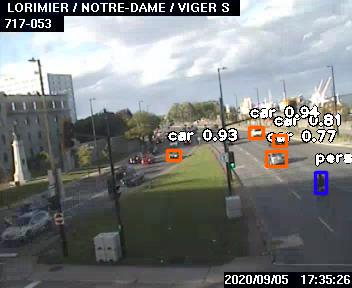 LORIMIER / NOTRE-DAME / VIGER S
717-053
car 0.94
car 0.81
car 0.93
car 0.77
pers
2020/09/05 17:35:26